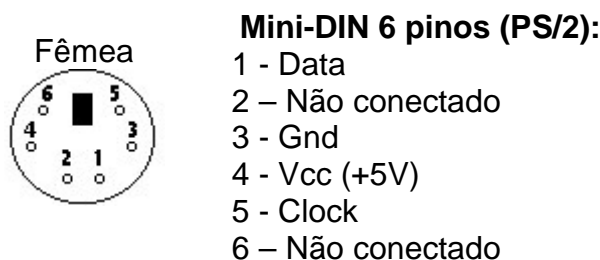 Mini-DIN 6 pinos (PS/2):
Fêmea
1 - Data
2 – Não conectado
3 - Gnd
4 - Vcc (+5V)
5 - Clock
6 – Não conectado
6 5
4 3
2 1